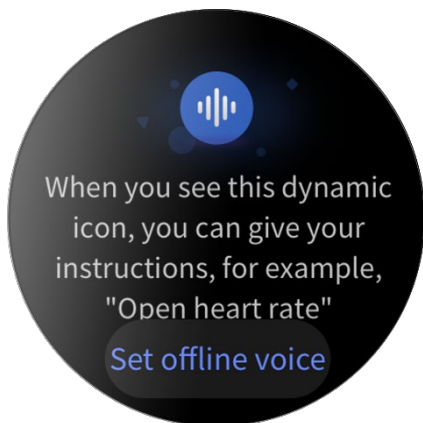 When you see this dynamic
icon, you can give your
instructions, for example,
"Open heart rate"
Set offline voice